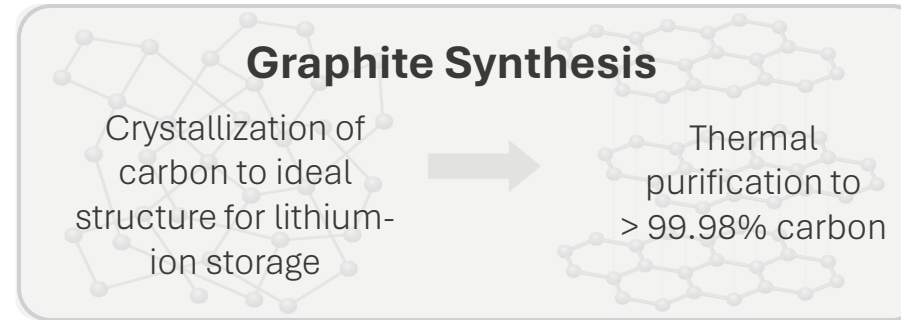 Graphite Synthesis
Crystallization of
carbon to ideal
structure for lithium-
ion storage
Thermal
purification to
> 99.98% carbon